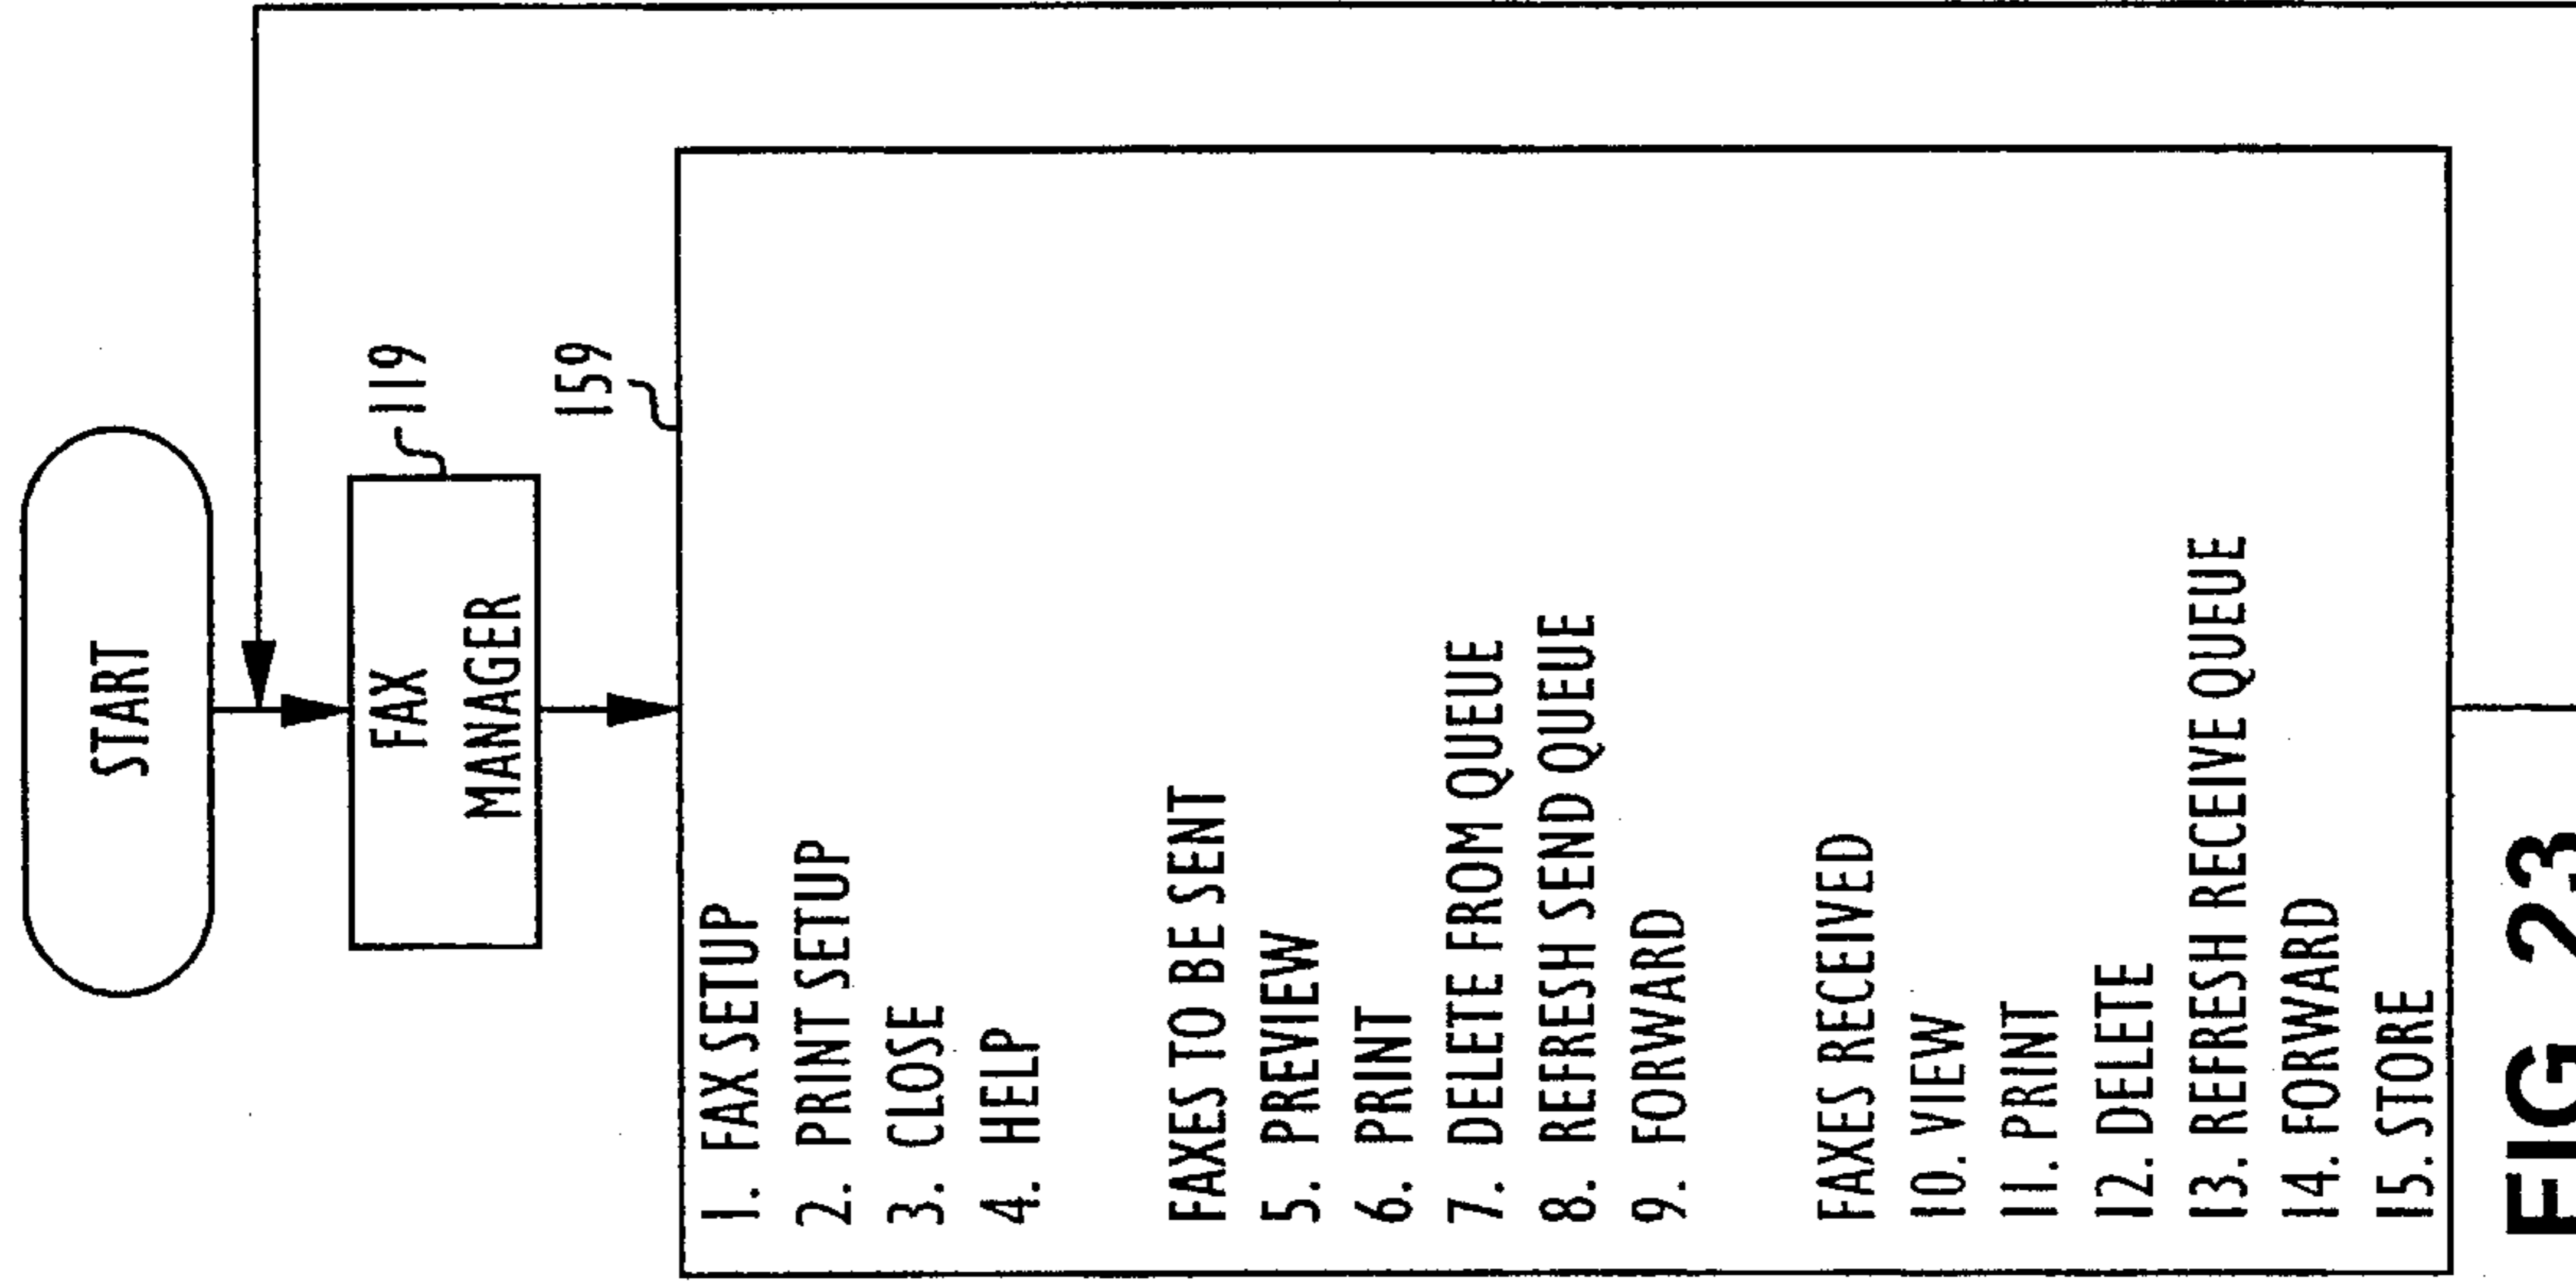 START
FAX
MANAGER
119
159
1. FAX SETUP
2. PRINT SETUP
3. CLOSE
4. HELP
FAXES TO BE SENT
5. PREVIEW
6. PRINT
7. DELETE FROM QUEUE
8. REFRESH SEND QUEUE
9. FORWARD
FAXES RECEIVED
10. VIEW
11. PRINT
12. DELETE
13. REFRESH RECEIVE QUEUE
14. FORWARD
15. STORE
FIG 23